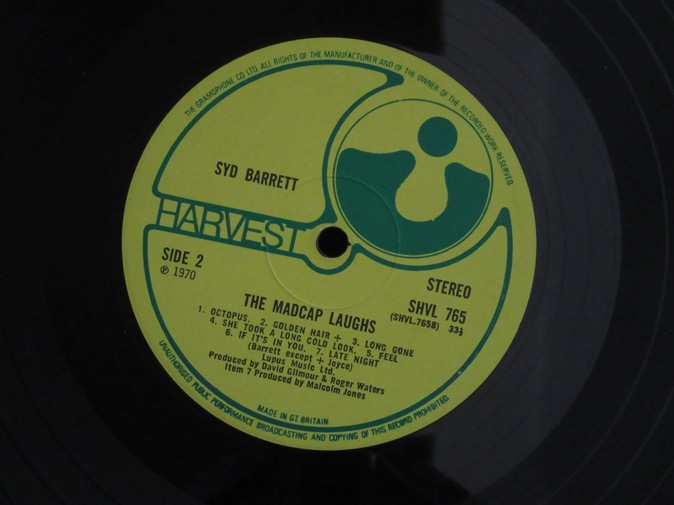 THE GRAMOPHONE CO LTD. ALL RIGHTS OF THE MANUFACTURER AND OF THE OWNER OF THE RECORDED WORK RESERVED.
SYD BARRETT
HARVEST
SIDE 2
℗ 1970
STEREO
SHVL 765
(SHVL.765B) 33⅓
THE MADCAP LAUGHS
1. OCTOPUS. 2. GOLDEN HAIR + 3. LONG GONE
4. SHE TOOK A LONG COLD LOOK. 5. FEEL
6. IF IT'S IN YOU. 7. LATE NIGHT
(Barrett except + Joyce)
Lupus Music Ltd.
Produced by David Gilmour & Roger Waters
Item 7 Produced by Malcolm Jones
MADE IN GT. BRITAIN
UNAUTHORISED PUBLIC PERFORMANCE BROADCASTING AND COPYING OF THIS RECORD PROHIBITED.